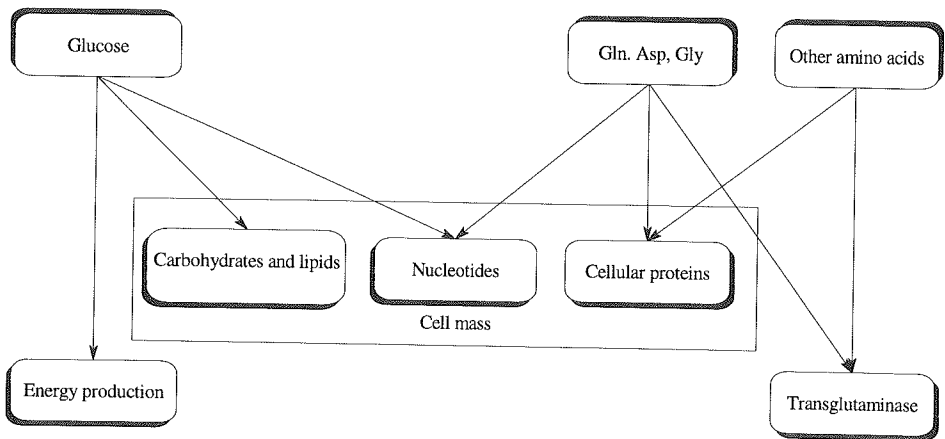 Glucose
Gln. Asp, Gly
Other amino acids
Carbohydrates and lipids
Nucleotides
Cellular proteins
Cell mass
Energy production
Transglutaminase